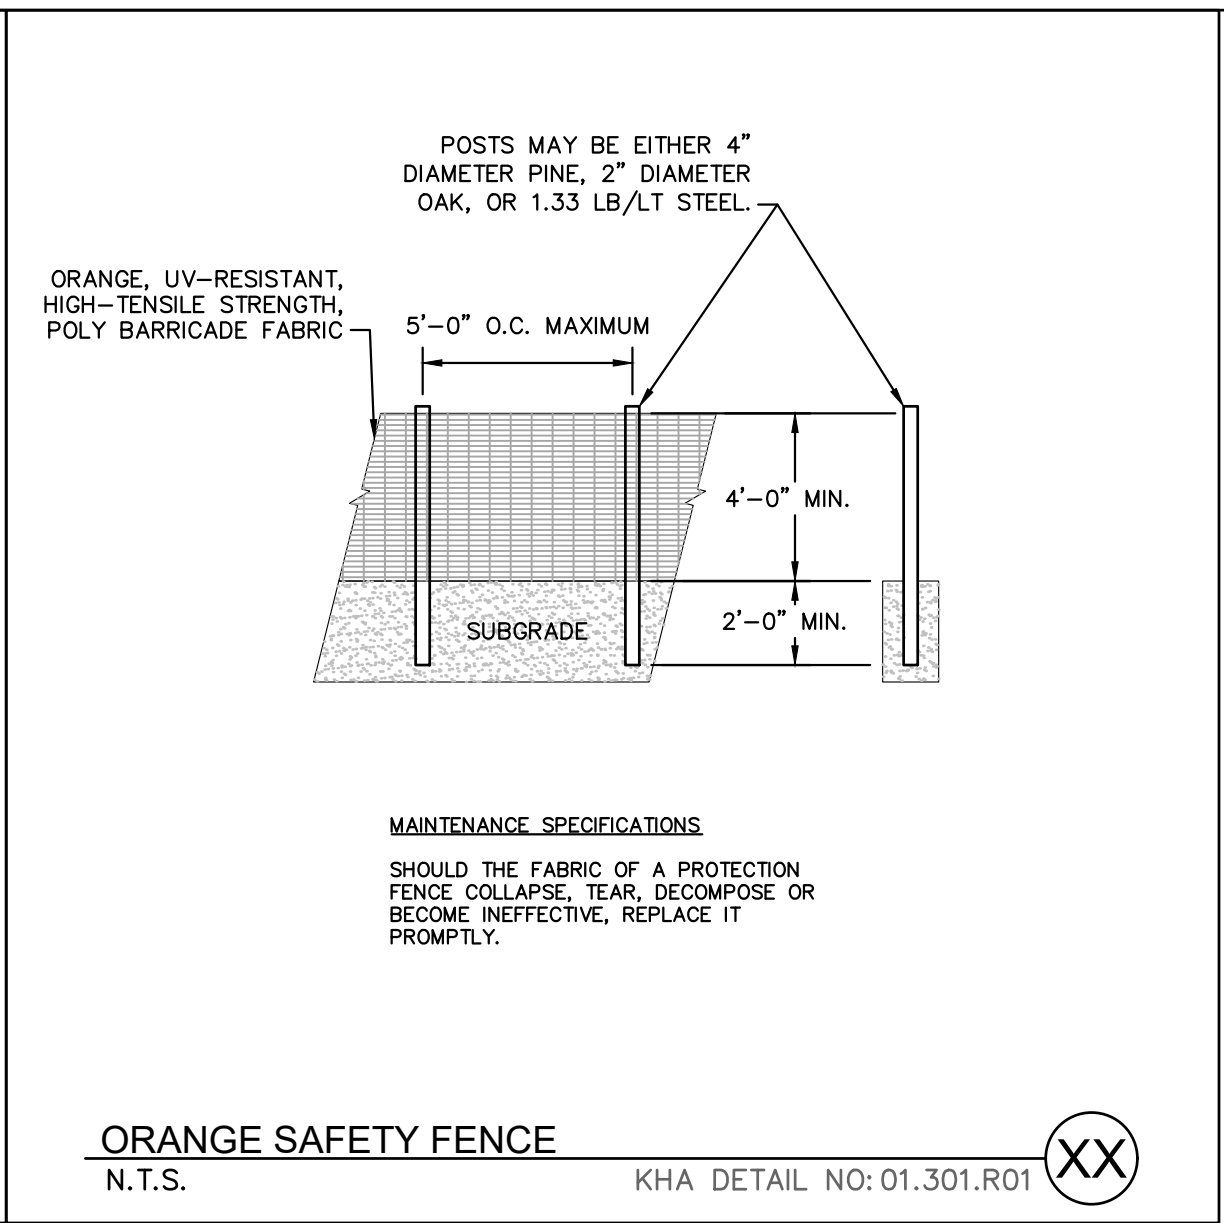 POSTS MAY BE EITHER 4”
DIAMETER PINE, 2” DIAMETER
OAK, OR 1.33 LB/LT STEEL.
ORANGE, UV-RESISTANT,
HIGH-TENSILE STRENGTH,
POLY BARRICADE FABRIC
5’-0” O.C. MAXIMUM
4’-0” MIN.
2’-0” MIN.
SUBGRADE
MAINTENANCE SPECIFICATIONS
SHOULD THE FABRIC OF A PROTECTION
FENCE COLLAPSE, TEAR, DECOMPOSE OR
BECOME INEFFECTIVE, REPLACE IT
PROMPTLY.
ORANGE SAFETY FENCE
XX
N.T.S.
KHA DETAIL NO: 01.301.R01